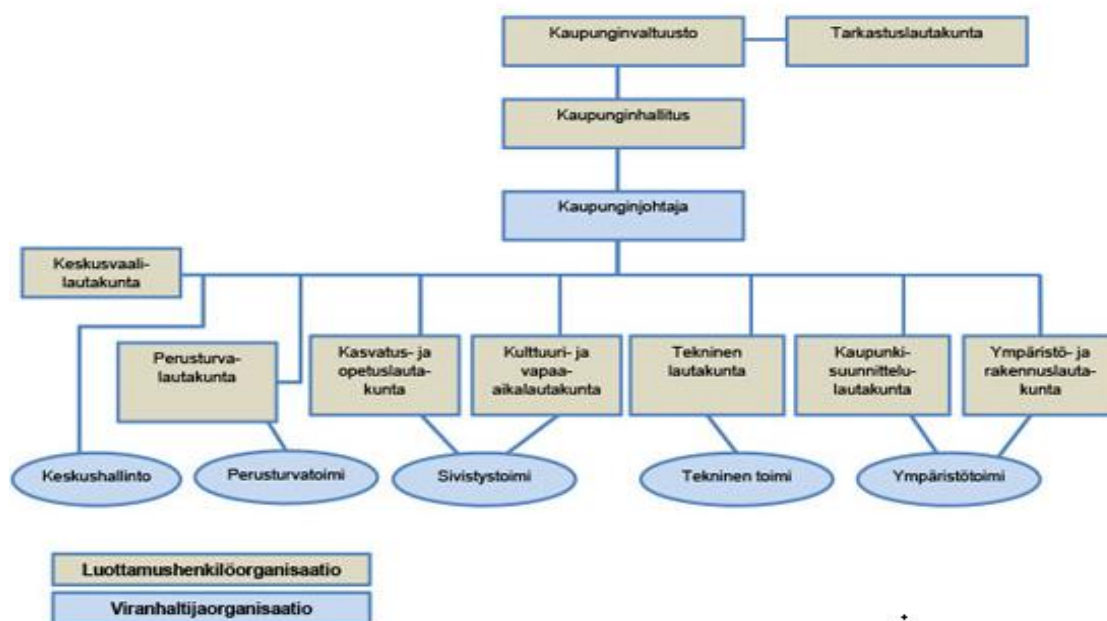 Kaupunginvaltuusto
Tarkastuslautakunta
Kaupunginhallitus
Kaupunginjohtaja
Keskusvaali-
lautakunta
Perusturva-
lautakunta
Kasvatus- ja
opetuslauta-
kunta
Kulttuuri- ja
vapaa-
aikalautakunta
Tekninen
lautakunta
Kaupunki-
suunnittelu-
lautakunta
Ympäristö- ja
rakennuslauta-
kunta
Keskushallinto
Perusturvatoimi
Sivistystoimi
Tekninen toimi
Ympäristötoimi
Luottamushenkilöorganisaatio
Viranhaltijaorganisaatio